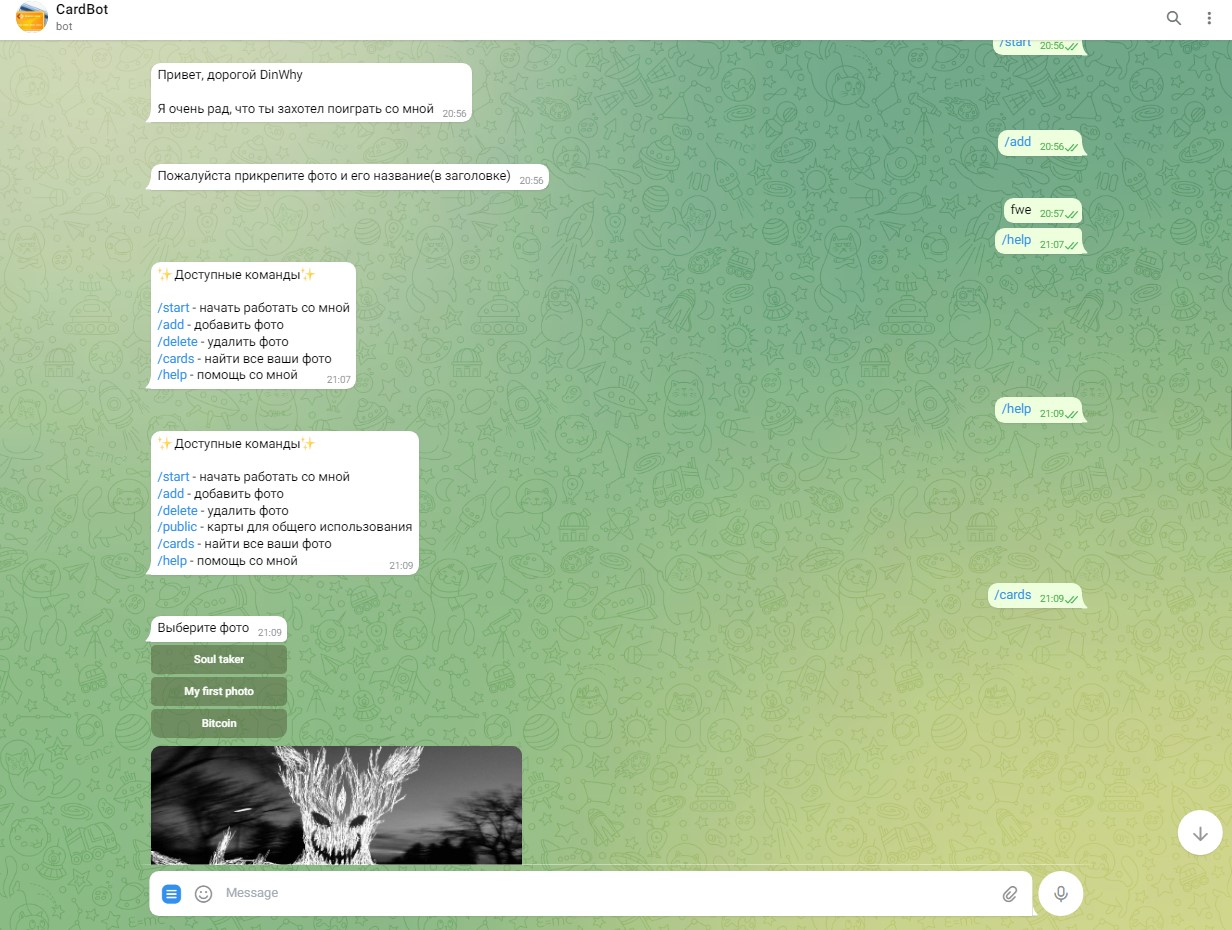 CardBot
bot
/start 20:56
Привет, дорогой DinWhy
Я очень рад, что ты захотел поиграть со мной 20:56
/add 20:56
Пожалуйста прикрепите фото и его название(в заголовке) 20:56
fwe 20:57
/help 21:07
✨Доступные команды✨
/start - начать работать со мной
/add - добавить фото
/delete - удалить фото
/cards - найти все ваши фото
/help - помощь со мной 21:07
/help 21:09
✨Доступные команды✨
/start - начать работать со мной
/add - добавить фото
/delete - удалить фото
/public - карты для общего использования
/cards - найти все ваши фото
/help - помощь со мной 21:09
/cards 21:09
Выберите фото 21:09
Soul taker
My first photo
Bitcoin
Message